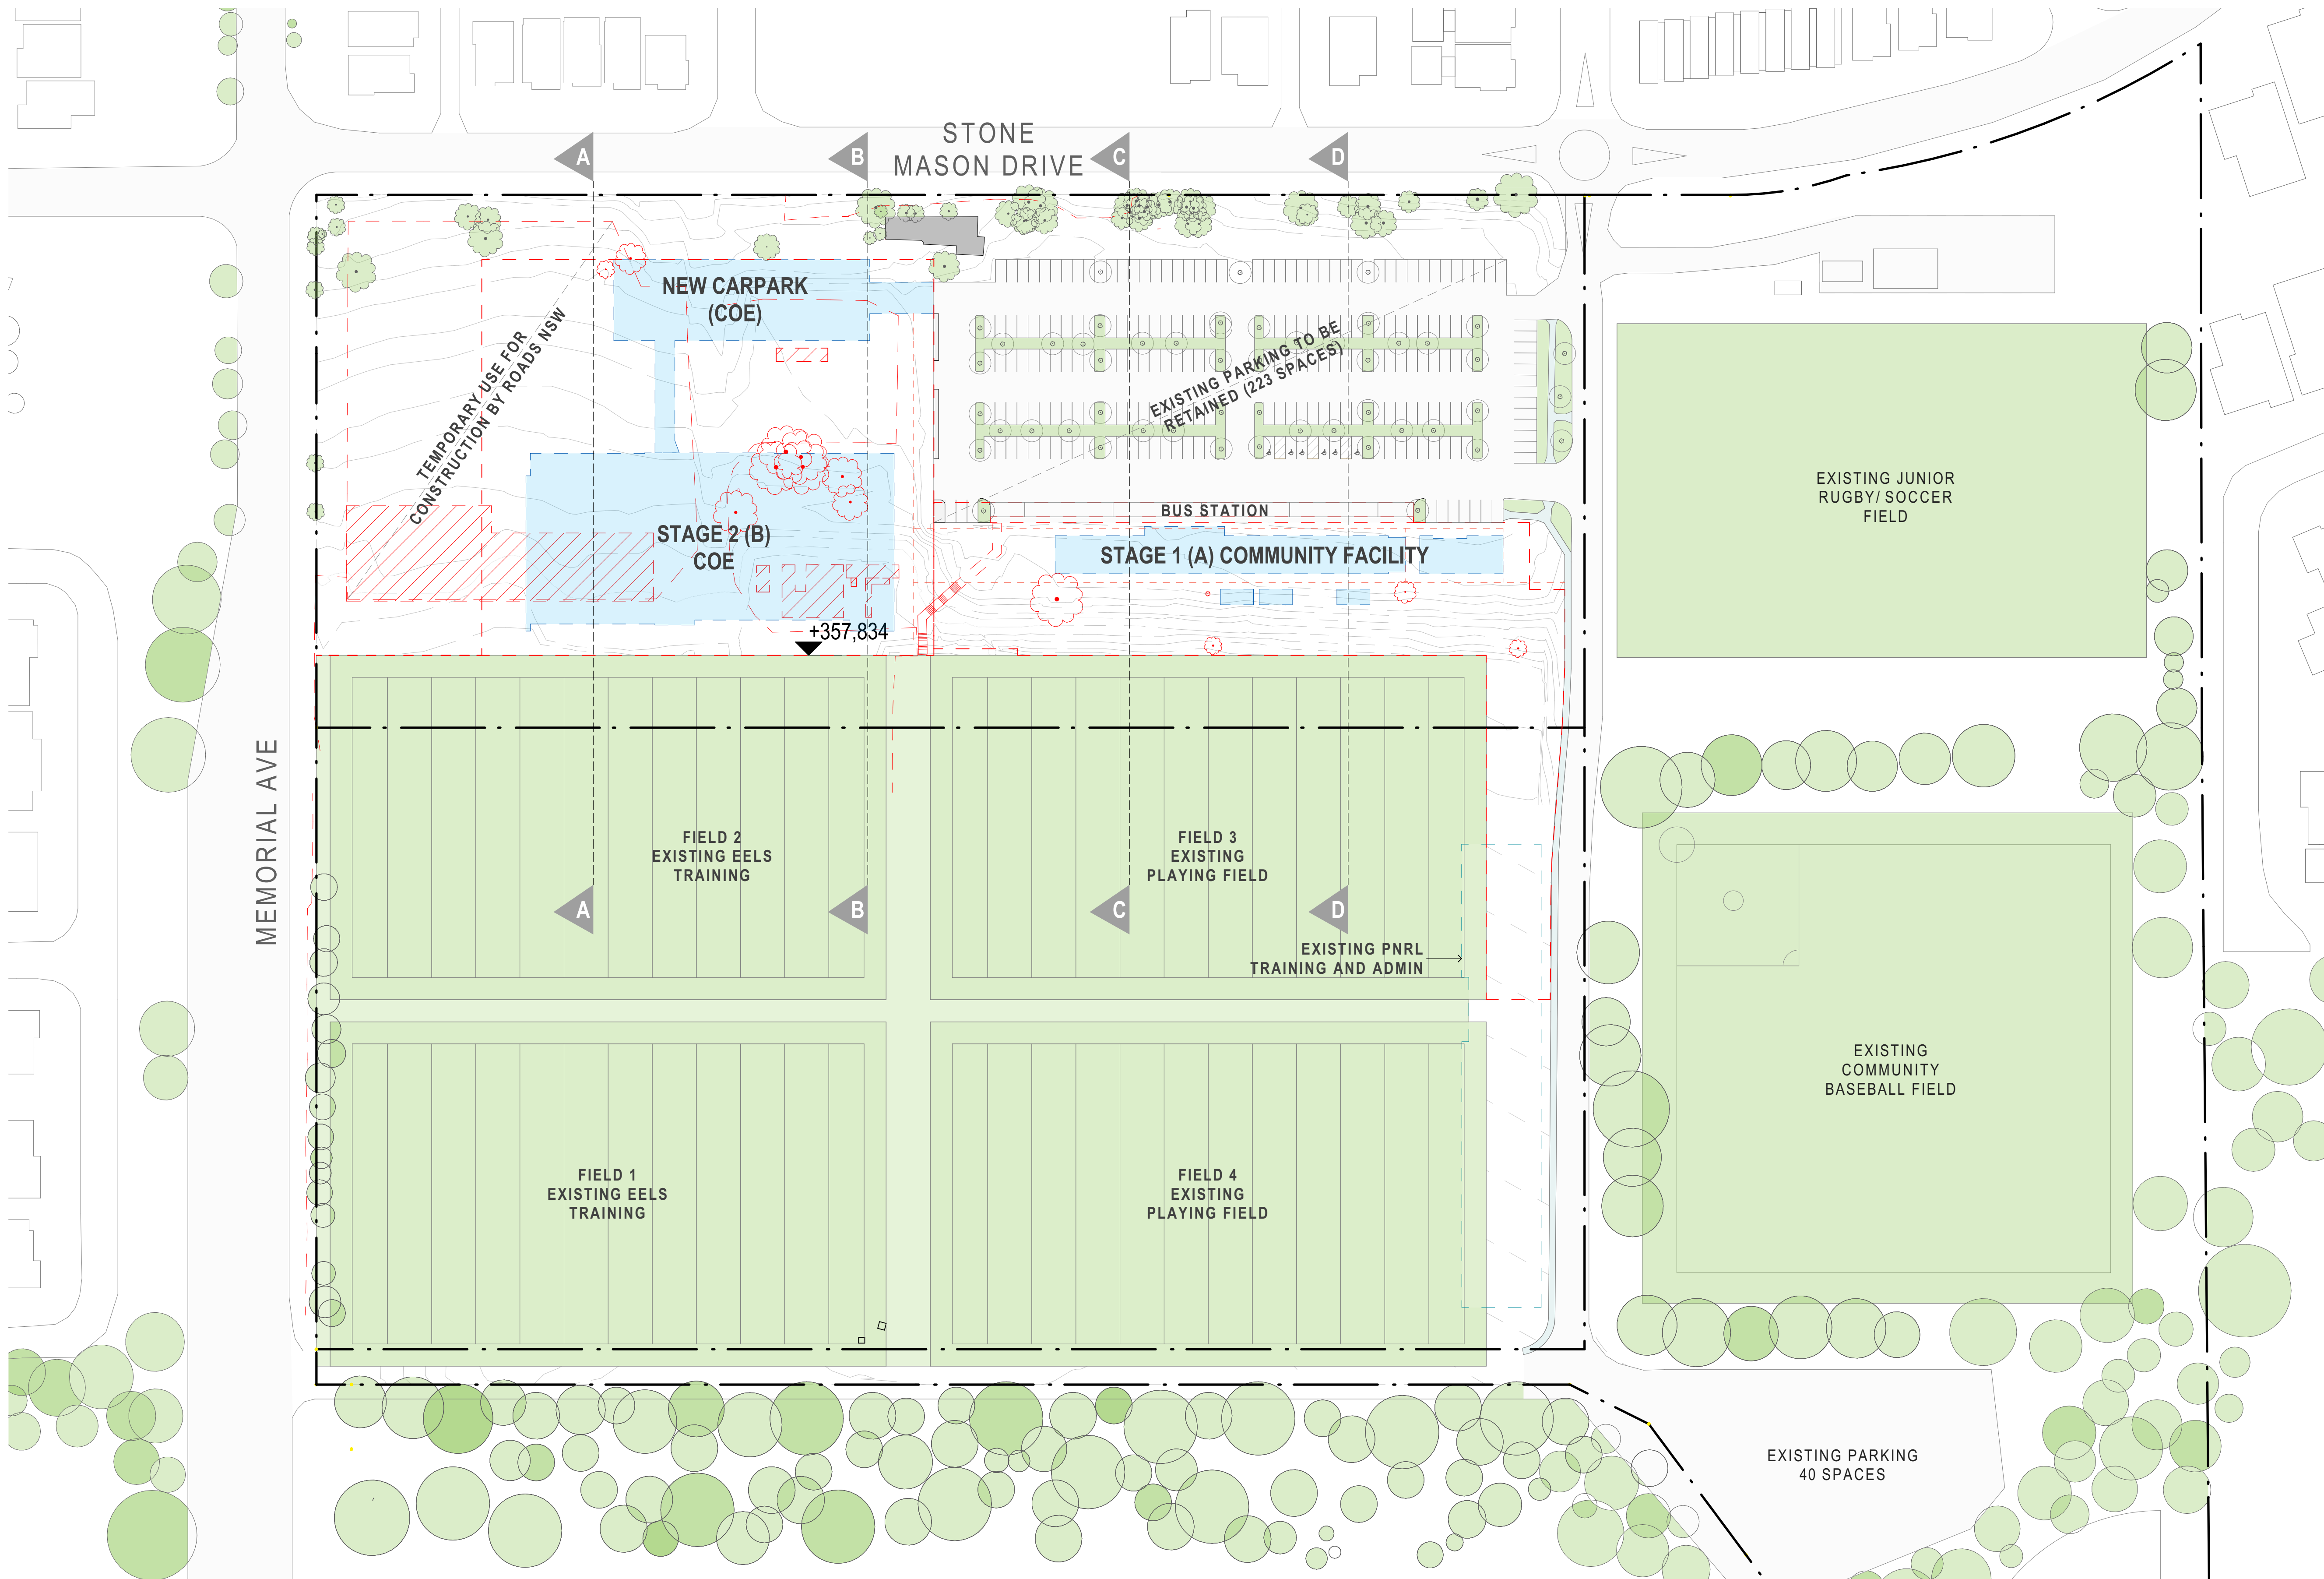 STONE
MASON DRIVE
A
B
C
D
NEW CARPARK
(COE)
TEMPORARY USE FOR
CONSTRUCTION BY ROADS NSW
EXISTING PARKING TO BE
RETAINED (223 SPACES)
BUS STATION
STAGE 2 (B)
COE
STAGE 1 (A) COMMUNITY FACILITY
+357,834
EXISTING JUNIOR
RUGBY/ SOCCER
FIELD
MEMORIAL AVE
FIELD 2
EXISTING EELS
TRAINING
FIELD 3
EXISTING
PLAYING FIELD
A
B
C
D
EXISTING PNRL
TRAINING AND ADMIN
FIELD 1
EXISTING EELS
TRAINING
FIELD 4
EXISTING
PLAYING FIELD
EXISTING
COMMUNITY
BASEBALL FIELD
EXISTING PARKING
40 SPACES